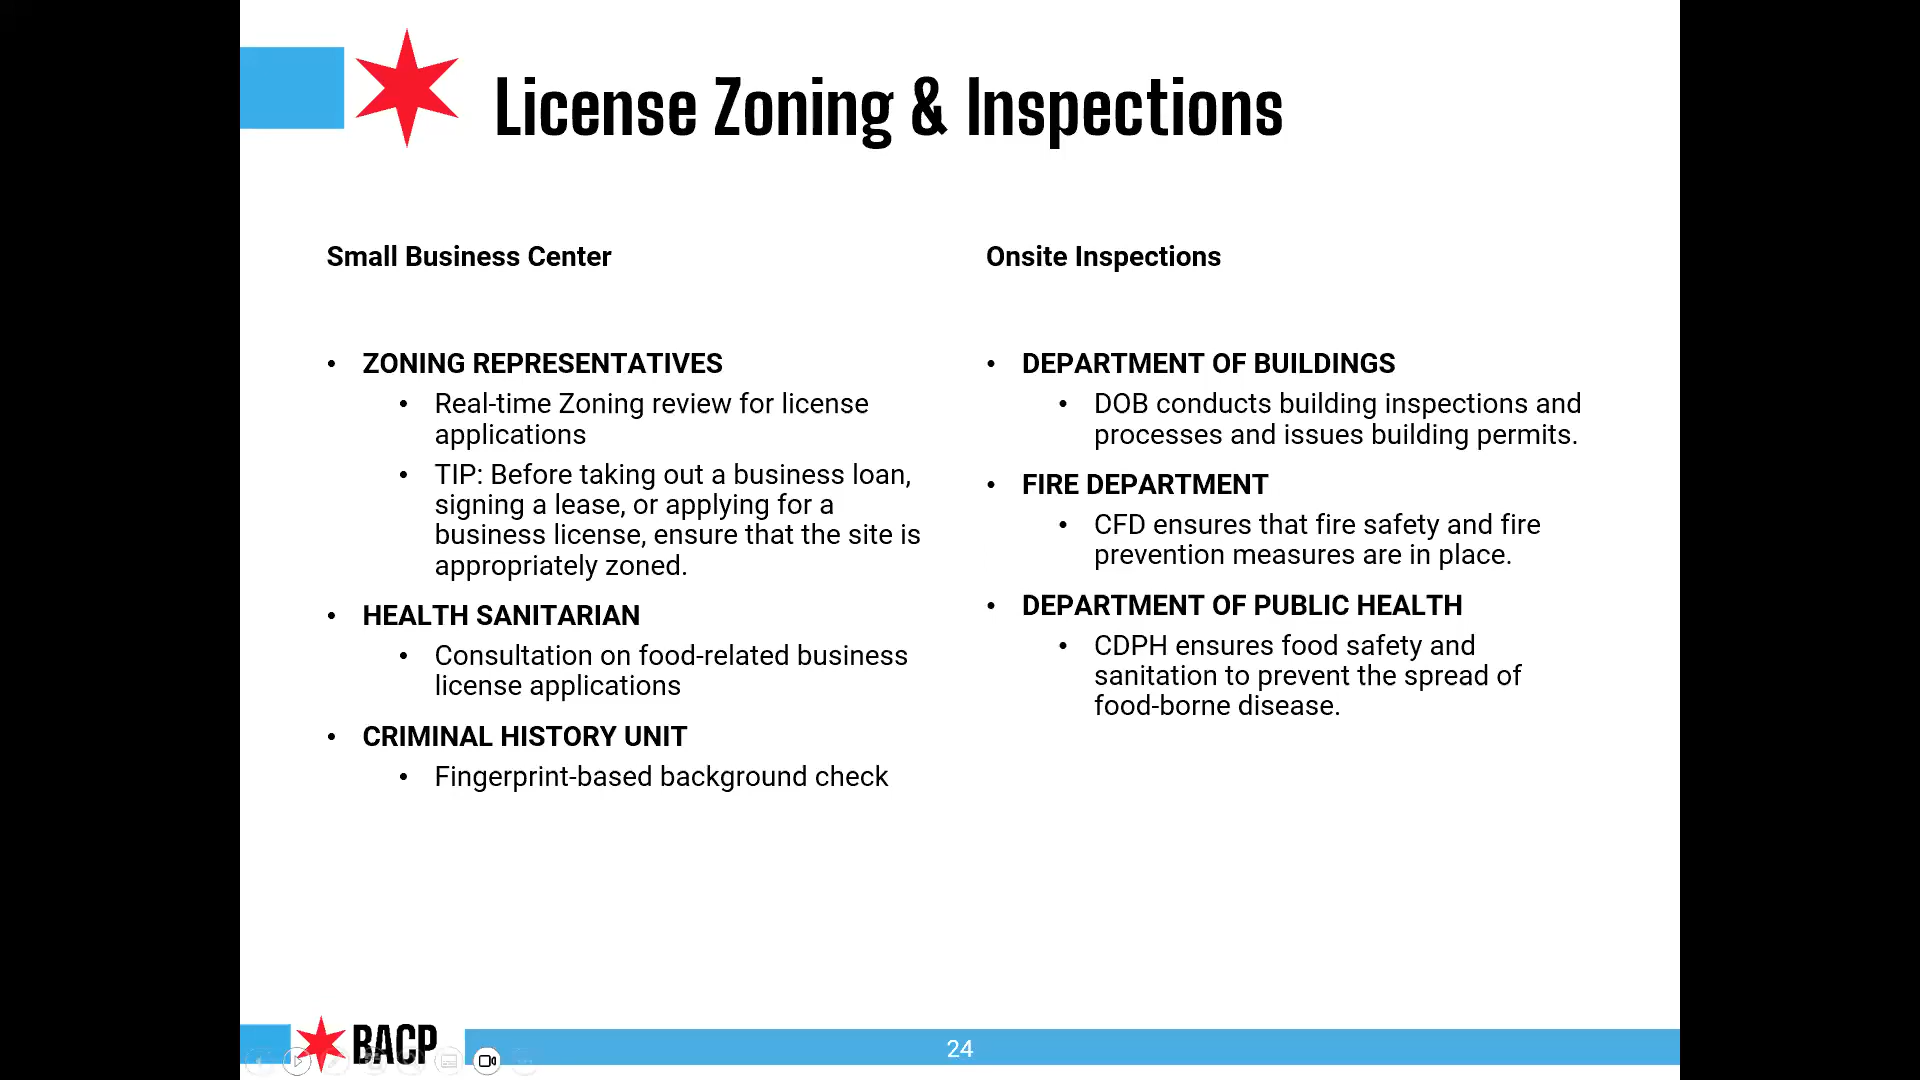 License Zoning & Inspections
Small Business Center
• ZONING REPRESENTATIVES
• Real-time Zoning review for license
applications
• TIP: Before taking out a business loan,
signing a lease, or applying for a
business license, ensure that the site is
appropriately zoned.
• HEALTH SANITARIAN
• Consultation on food-related business
license applications
• CRIMINAL HISTORY UNIT
• Fingerprint-based background check
Onsite Inspections
• DEPARTMENT OF BUILDINGS
• DOB conducts building inspections and
processes and issues building permits.
• FIRE DEPARTMENT
• CFD ensures that fire safety and fire
prevention measures are in place.
• DEPARTMENT OF PUBLIC HEALTH
• CDPH ensures food safety and
sanitation to prevent the spread of
food-borne disease.
BACP
24